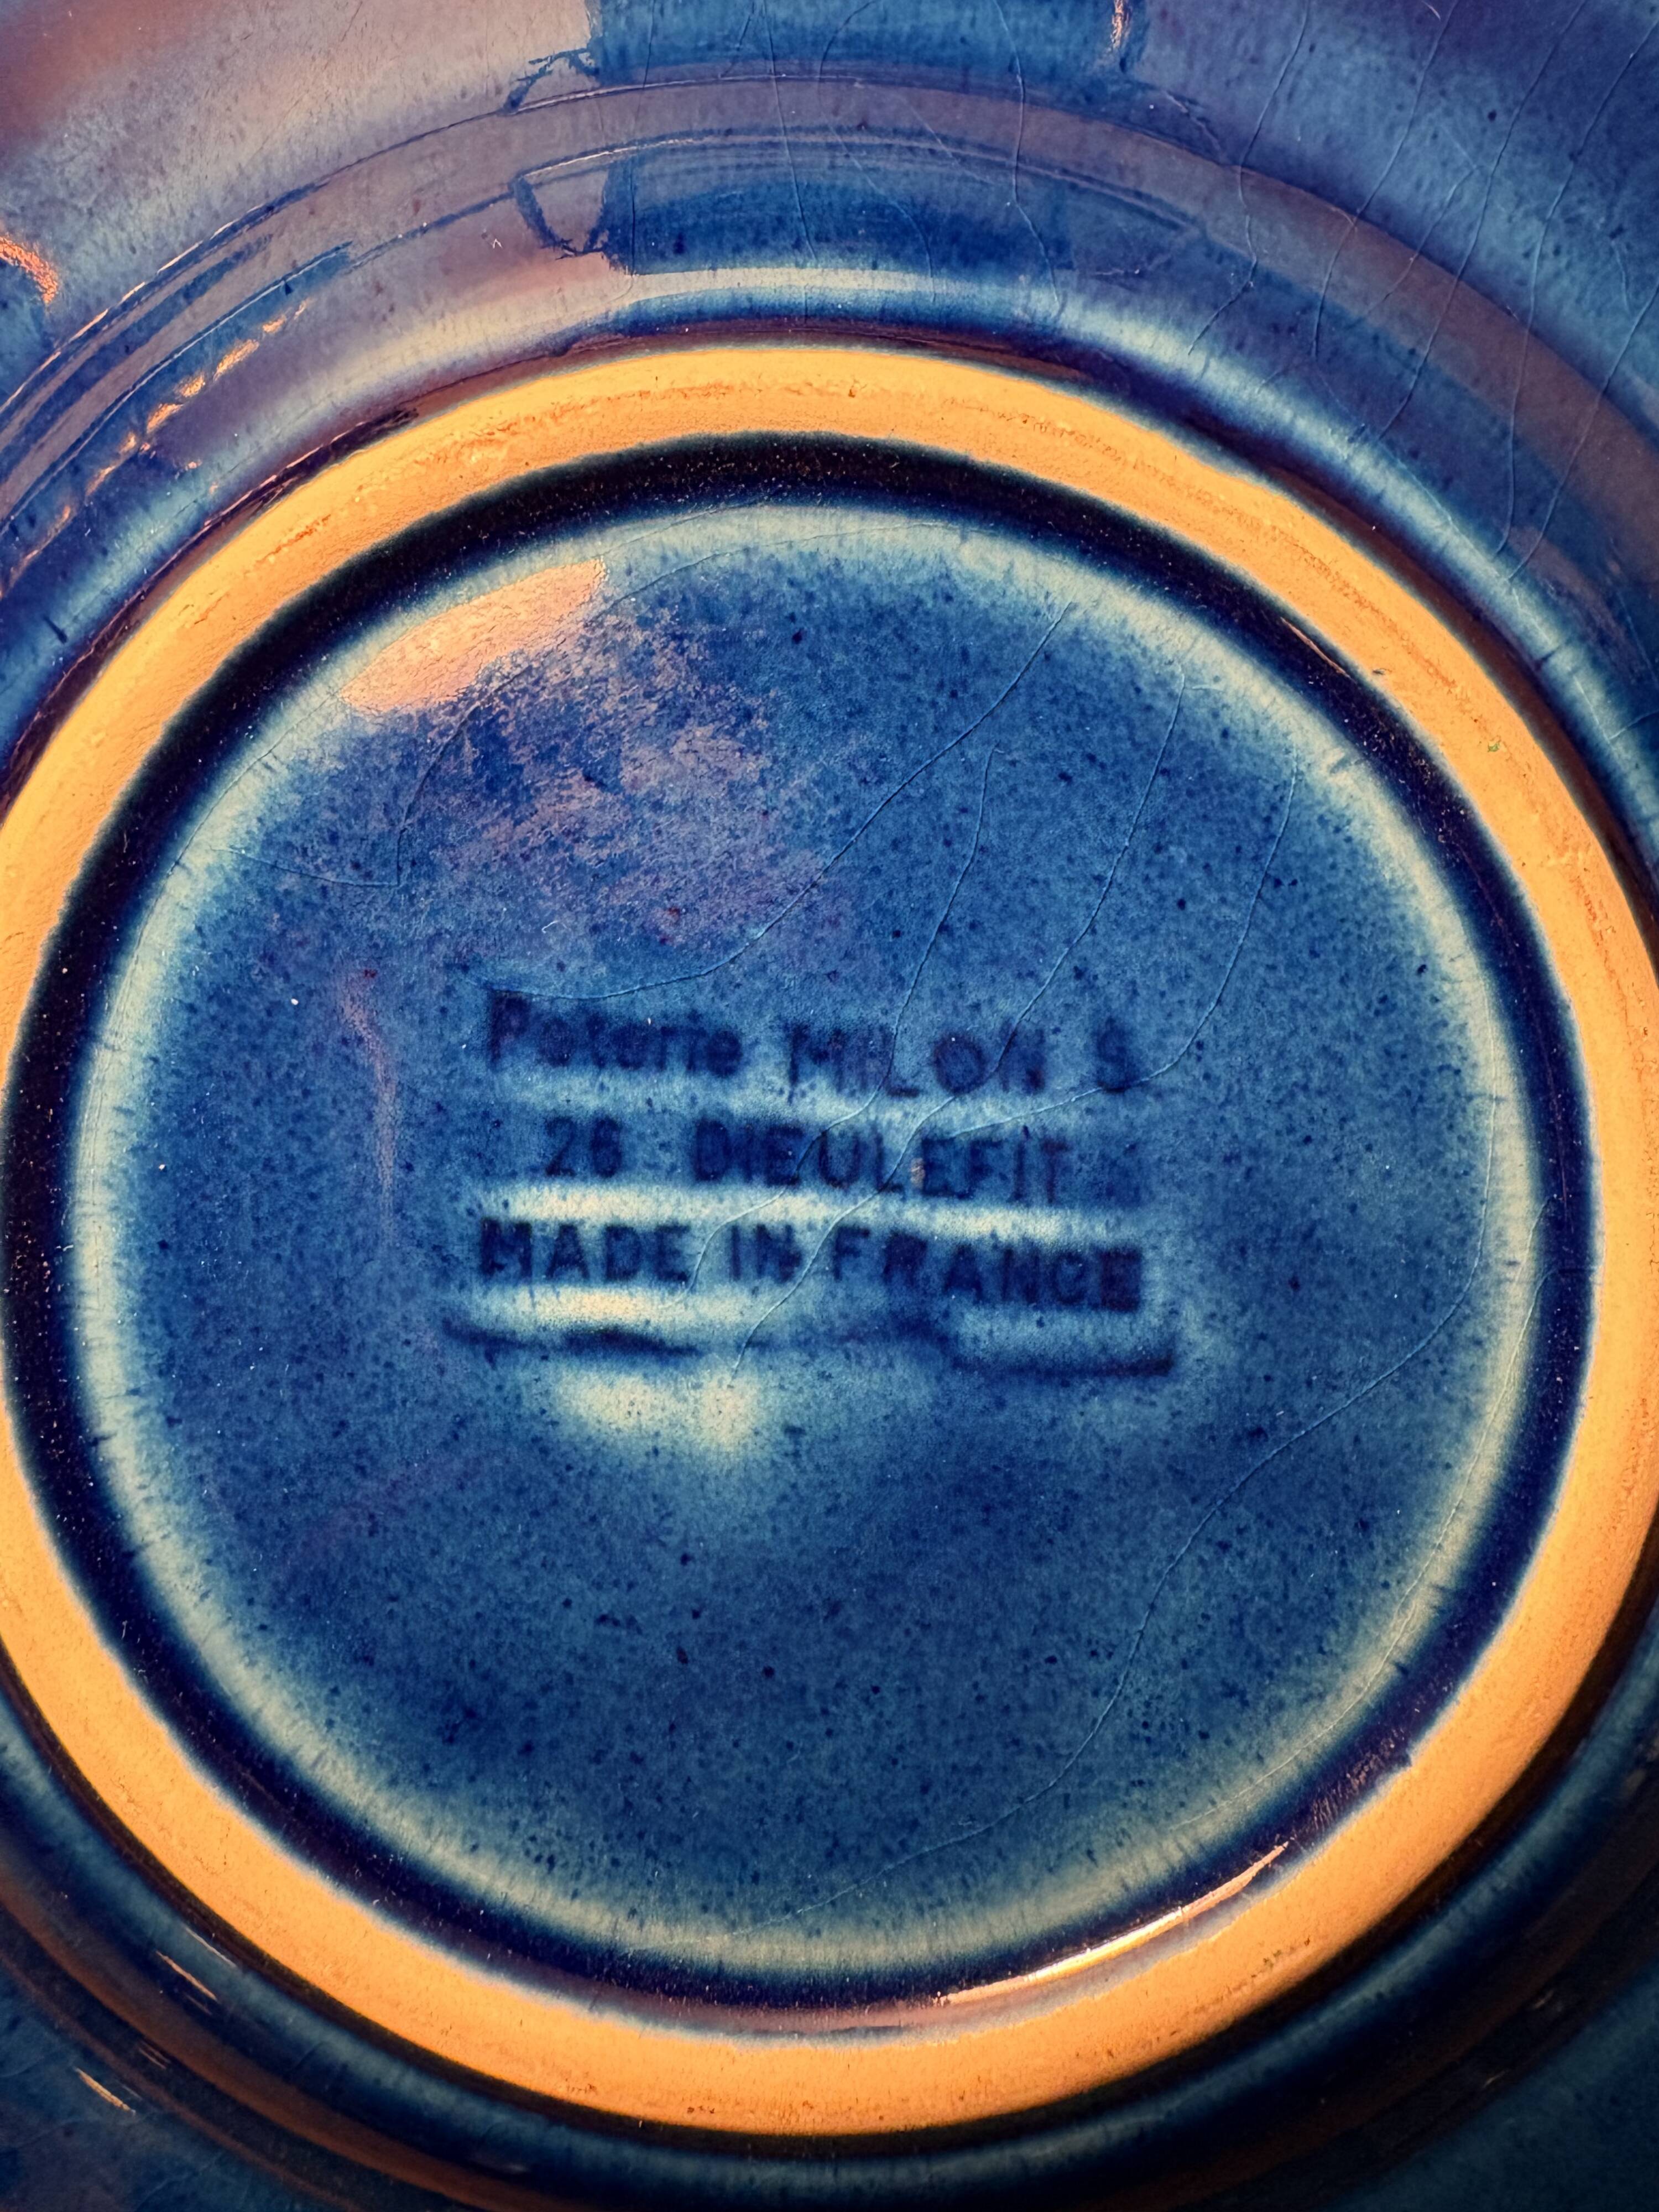 Poterie MILON S
26 DIEULEFIT
MADE IN FRANCE